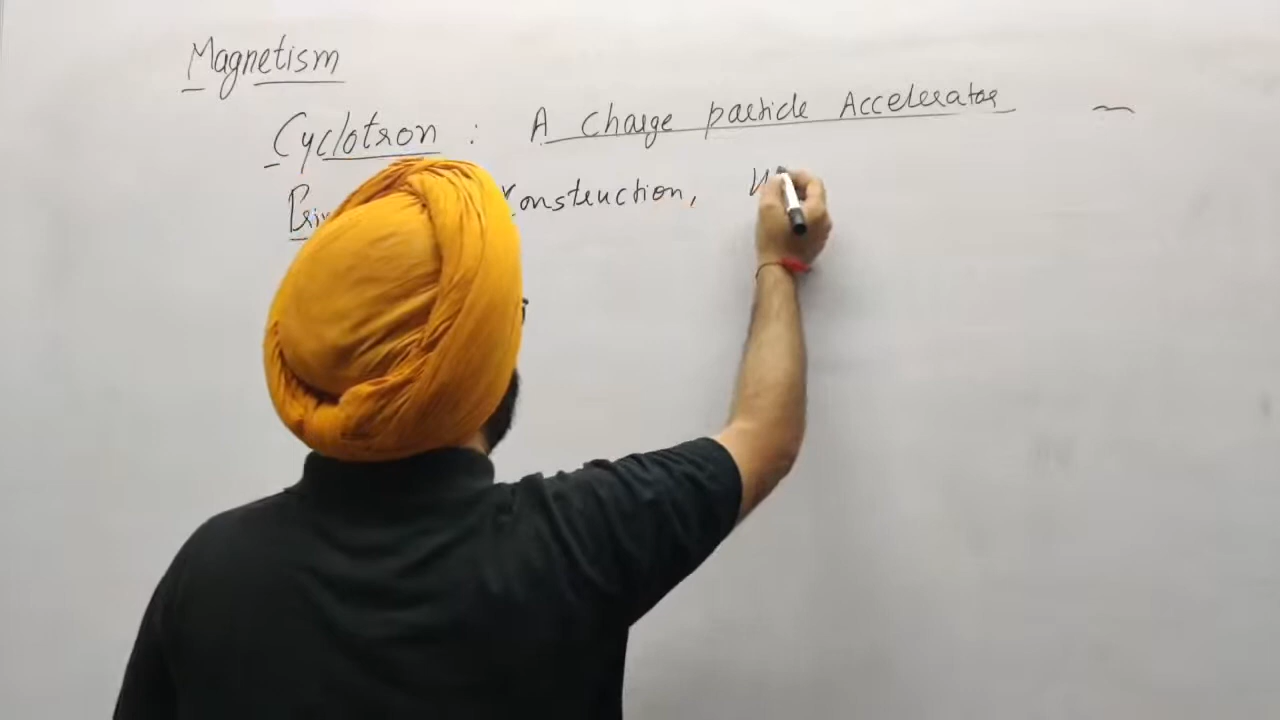 Magnetism
Cyclotron : A Charge particle Accelerator
Construction,